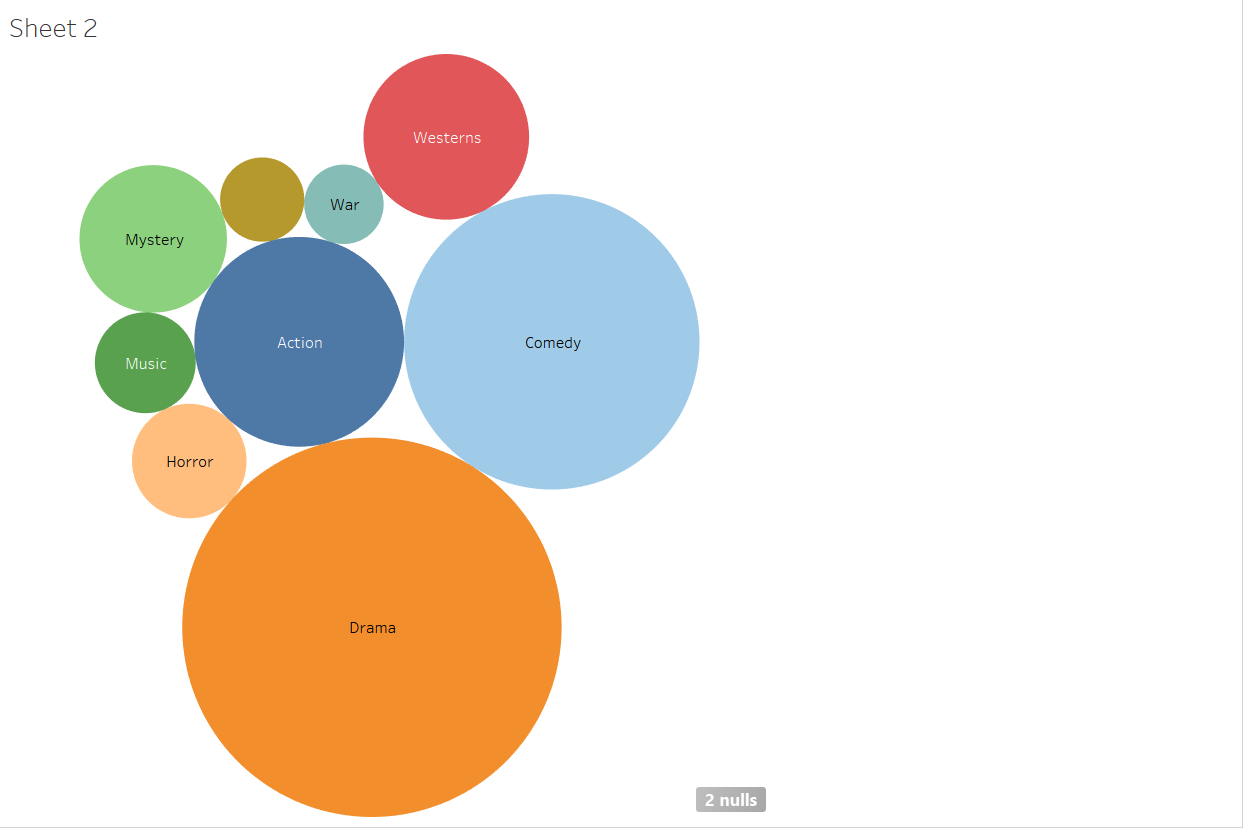 Sheet 2
Westerns
War
Mystery
Action
Comedy
Music
Horror
Drama
2 nulls